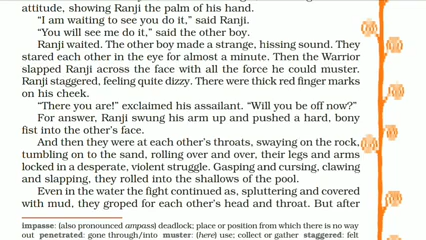 attitude, showing Ranji the palm of his hand.
“I am waiting to see you do it,” said Ranji.
“You will see me do it,” said the other boy.
Ranji waited. The other boy made a strange, hissing sound. They
stared each other in the eye for almost a minute. Then the Warrior
slapped Ranji across the face with all the force he could muster.
Ranji staggered, feeling quite dizzy. There were thick red finger marks
on his cheek.
“There you are!” exclaimed his assailant. “Will you be off now?”
For answer, Ranji swung his arm up and pushed a hard, bony
fist into the other’s face.
And then they were at each other’s throats, swaying on the rock,
tumbling on to the sand, rolling over and over, their legs and arms
locked in a desperate, violent struggle. Gasping and cursing, clawing
and slapping, they rolled into the shallows of the pool.
Even in the water the fight continued as, spluttering and covered
with mud, they groped for each other’s head and throat. But after
impasse: (also pronounced ampass) deadlock; place or position from which there is no way
out penetrated: gone through/into muster: (here) use; collect or gather staggered: felt